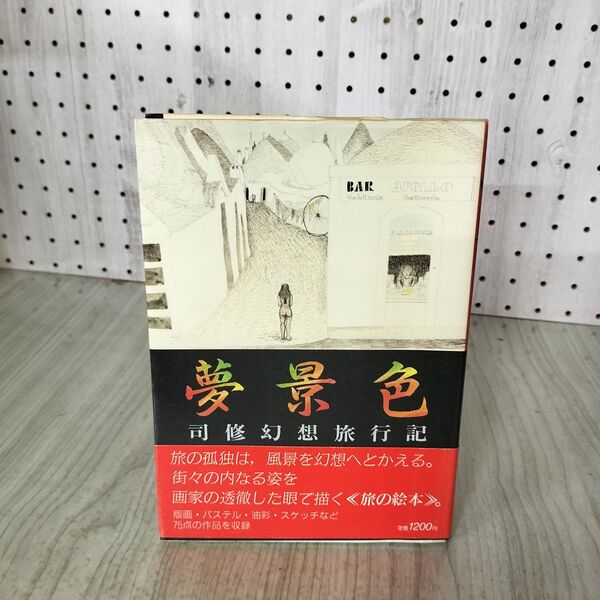 BAR APOLLO
夢景色
司修幻想旅行記
旅の孤独は，風景を幻想へとかえる。
街々の内なる姿を
画家の透徹した眼で描く≪旅の絵本≫。
版画・パステル・油彩・スケッチなど
75点の作品を収録
定価1200円